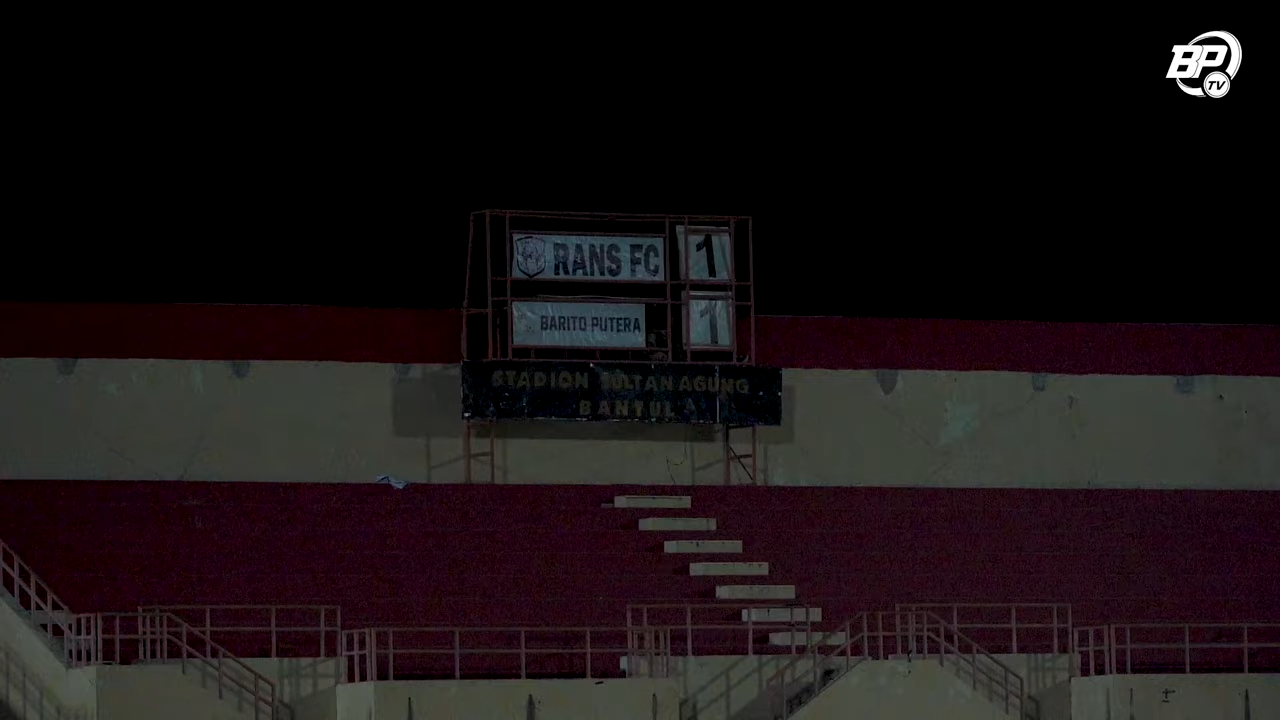 BP
TV
RANS FC 1
BARITO PUTERA 1
STADION SULTAN AGUNG
BANTUL